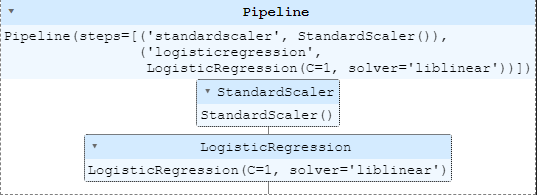 Pipeline
Pipeline(steps=[('standardscaler', StandardScaler()),
('logisticregression',
LogisticRegression(C=1, solver='liblinear'))])
StandardScaler
StandardScaler()
LogisticRegression
LogisticRegression(C=1, solver='liblinear')